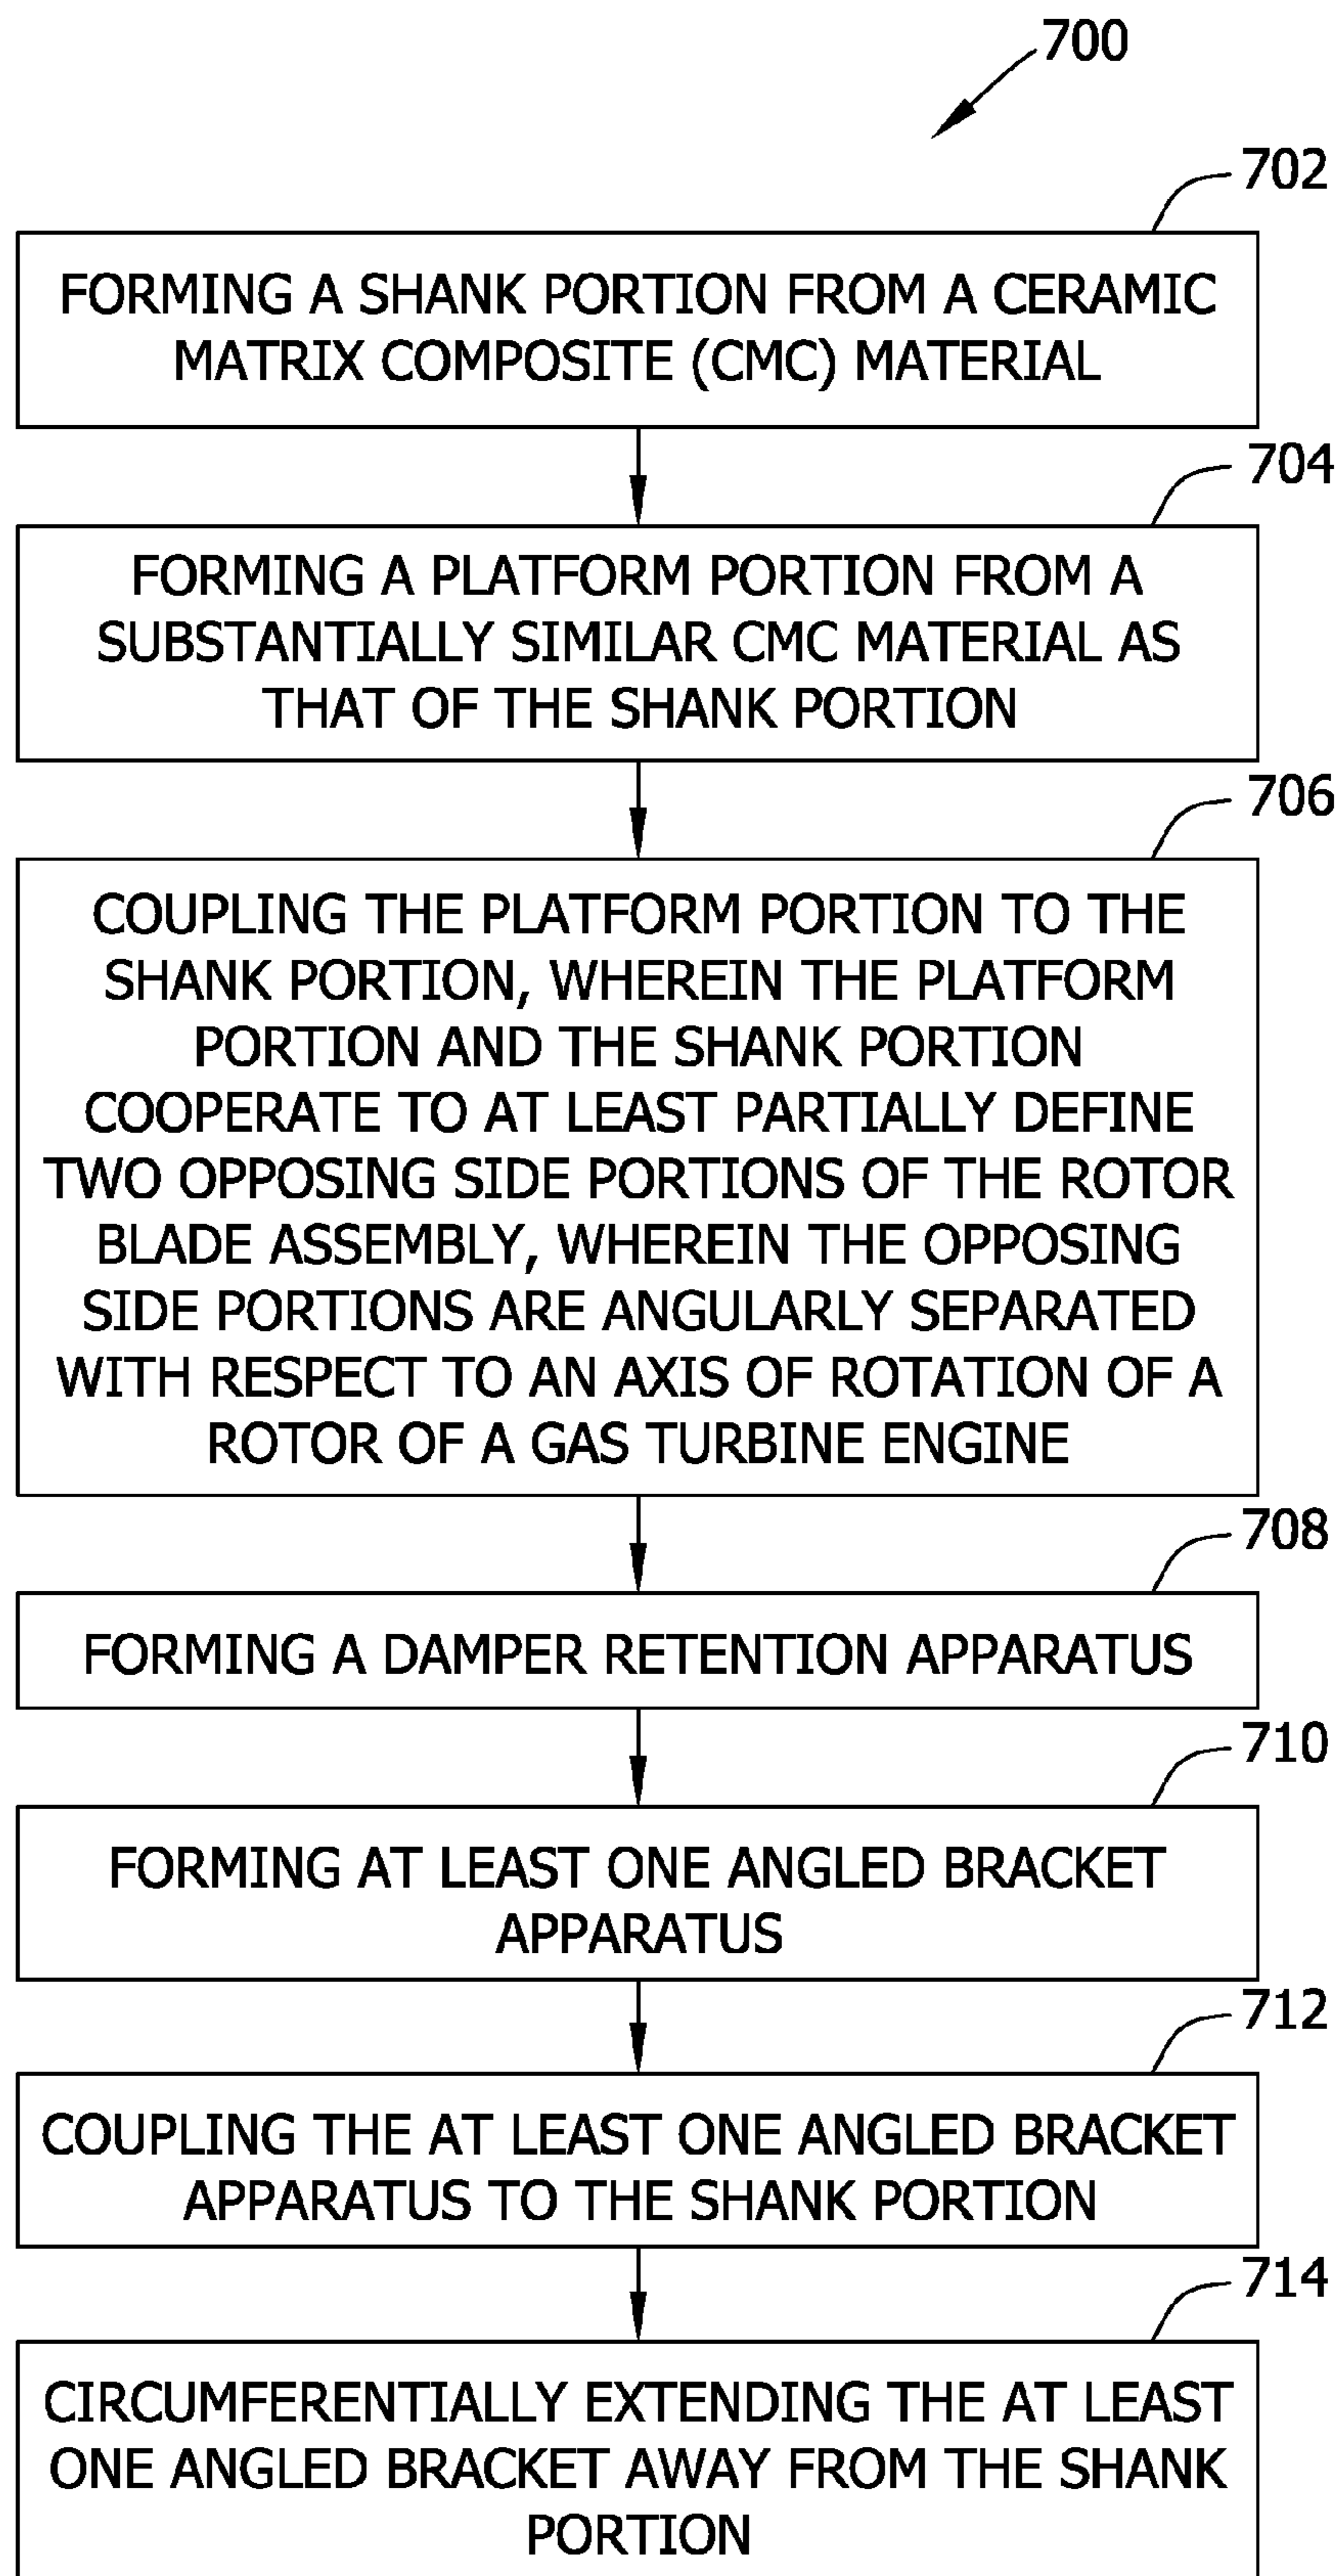 700
702
FORMING A SHANK PORTION FROM A CERAMIC
MATRIX COMPOSITE (CMC) MATERIAL
704
FORMING A PLATFORM PORTION FROM A
SUBSTANTIALLY SIMILAR CMC MATERIAL AS
THAT OF THE SHANK PORTION
706
COUPLING THE PLATFORM PORTION TO THE
SHANK PORTION, WHEREIN THE PLATFORM
PORTION AND THE SHANK PORTION
COOPERATE TO AT LEAST PARTIALLY DEFINE
TWO OPPOSING SIDE PORTIONS OF THE ROTOR
BLADE ASSEMBLY, WHEREIN THE OPPOSING
SIDE PORTIONS ARE ANGULARLY SEPARATED
WITH RESPECT TO AN AXIS OF ROTATION OF A
ROTOR OF A GAS TURBINE ENGINE
708
FORMING A DAMPER RETENTION APPARATUS
710
FORMING AT LEAST ONE ANGLED BRACKET
APPARATUS
712
COUPLING THE AT LEAST ONE ANGLED BRACKET
APPARATUS TO THE SHANK PORTION
714
CIRCUMFERENTIALLY EXTENDING THE AT LEAST
ONE ANGLED BRACKET AWAY FROM THE SHANK
PORTION